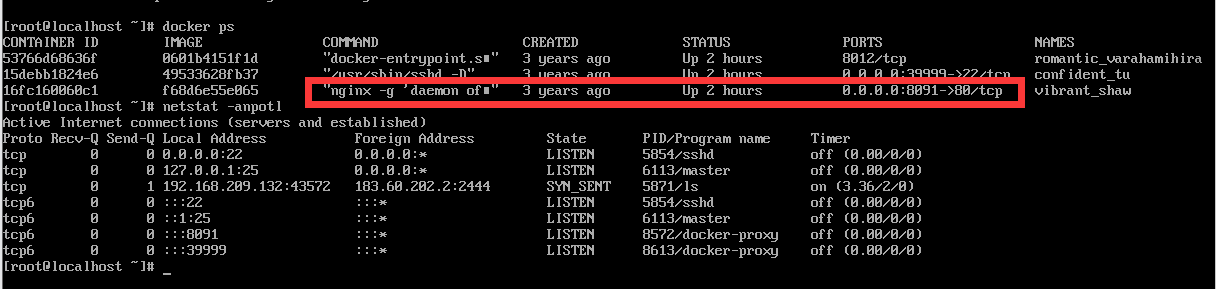 [root@localhost ~]# docker ps
CONTAINER ID IMAGE COMMAND CREATED STATUS PORTS NAMES
53766d68636f 0601b4151f1d "docker-entrypoint.s■" 3 years ago Up 2 hours 8012/tcp romantic_varahamihira
15debb1824e6 49533628fb37 "/usr/sbin/sshd -D" 3 years ago Up 2 hours 0.0.0.0:39999->22/tcp confident_tu
16fc160060c1 f68d6e55e065 "nginx -g 'daemon of■" 3 years ago Up 2 hours 0.0.0.0:8091->80/tcp vibrant_shaw
[root@localhost ~]# netstat -anpotl
Active Internet connections (servers and established)
Proto Recv-Q Send-Q Local Address Foreign Address State PID/Program name Timer
tcp 0 0 0.0.0.0:22 0.0.0.0:* LISTEN 5854/sshd off (0.00/0/0)
tcp 0 0 127.0.0.1:25 0.0.0.0:* LISTEN 6113/master off (0.00/0/0)
tcp 0 1 192.168.209.132:43572 183.60.202.2:2444 SYN_SENT 5871/ls on (3.36/2/0)
tcp6 0 0 :::22 :::* LISTEN 5854/sshd off (0.00/0/0)
tcp6 0 0 ::1:25 :::* LISTEN 6113/master off (0.00/0/0)
tcp6 0 0 :::8091 :::* LISTEN 8572/docker-proxy off (0.00/0/0)
tcp6 0 0 :::39999 :::* LISTEN 8613/docker-proxy off (0.00/0/0)
[root@localhost ~]# _